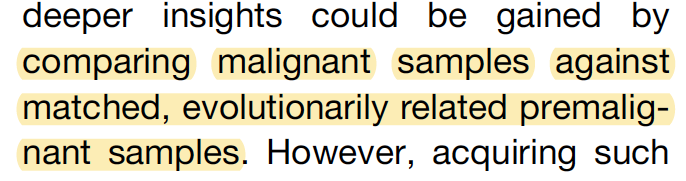 deeper insights could be gained by
comparing malignant samples against
matched, evolutionarily related premalig-
nant samples. However, acquiring such